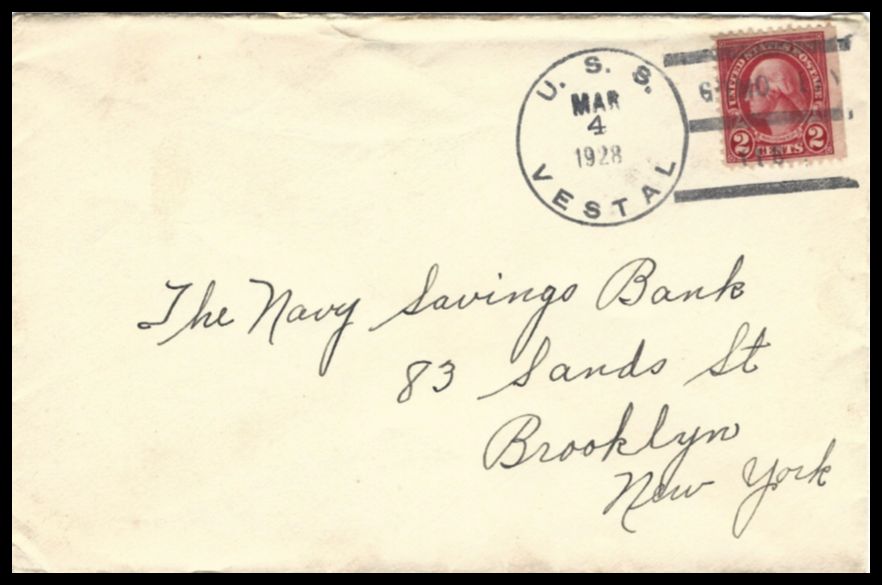 U. S. S.
MAR
4
1928
VESTAL
UNITED STATES POSTAGE
2 CENTS 2
The Navy Savings Bank
83 Sands St
Brooklyn
New York